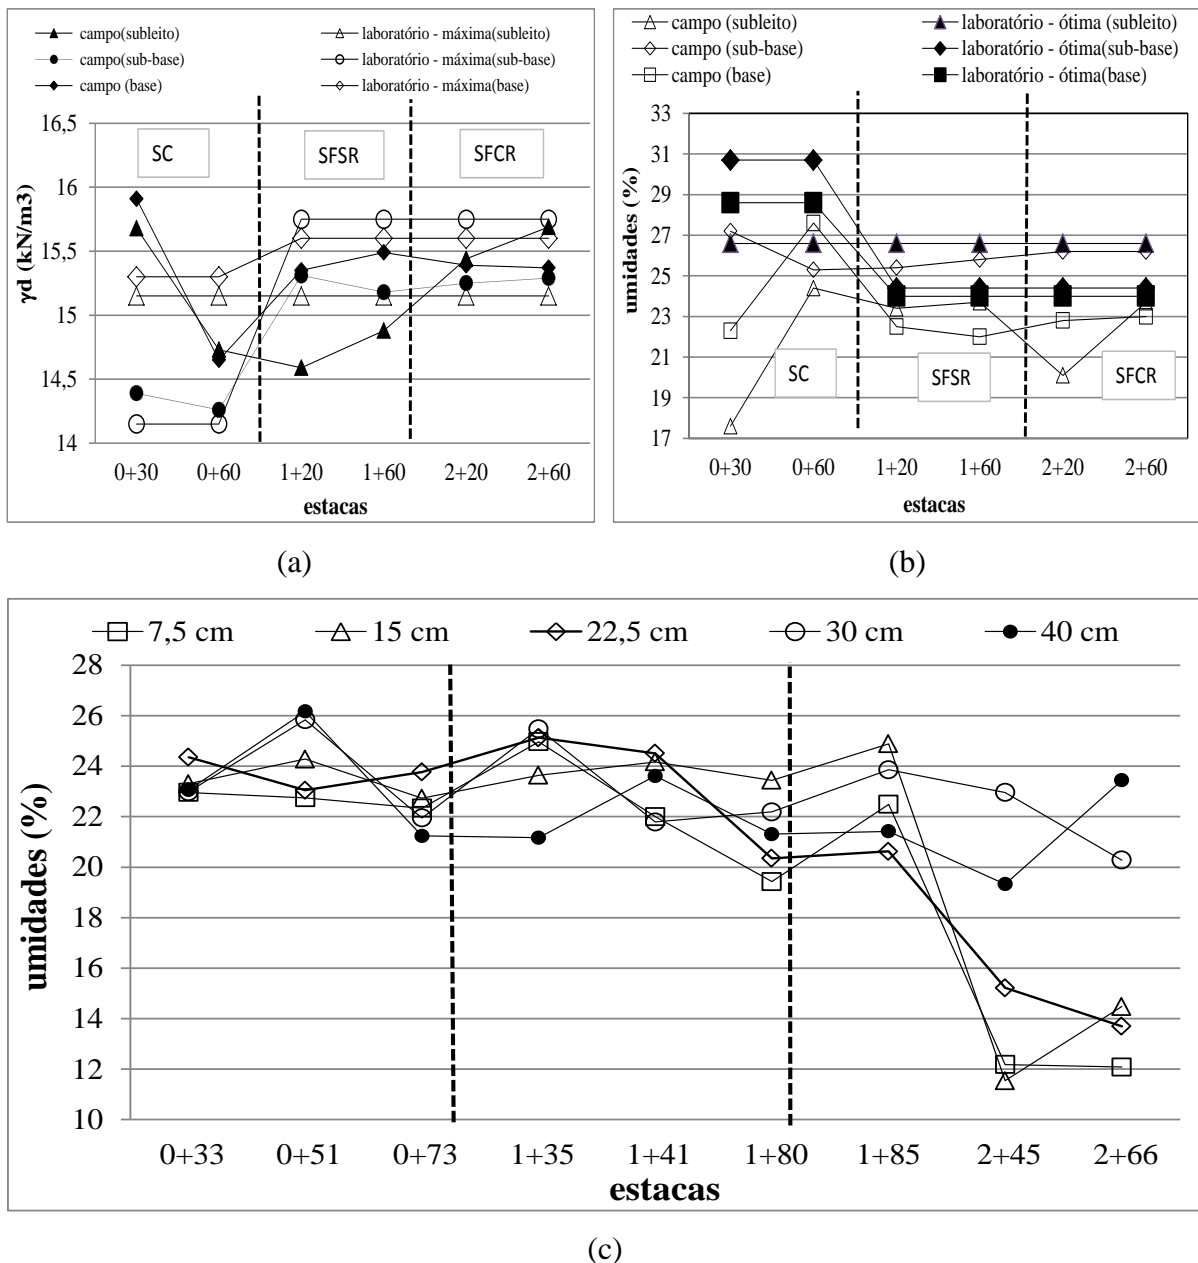 campo(subleito)
laboratório - máxima(subleito)
campo(sub-base)
laboratório - máxima(sub-base)
campo (base)
laboratório - máxima(base)
γd (kN/m3)
16,5
16
15,5
15
14,5
14
SC
SFSR
SFCR
0+30 0+60 1+20 1+60 2+20 2+60
estacas
(a)
campo (subleito)
laboratório - ótima (subleito)
campo (sub-base)
laboratório - ótima(sub-base)
campo (base)
laboratório - ótima(base)
umidades (%)
33
31
29
27
25
23
21
19
17
SC
SFSR
SFCR
0+30 0+60 1+20 1+60 2+20 2+60
estacas
(b)
7,5 cm 15 cm 22,5 cm 30 cm 40 cm
umidades (%)
28
26
24
22
20
18
16
14
12
10
0+33 0+51 0+73 1+35 1+41 1+80 1+85 2+45 2+66
estacas
(c)